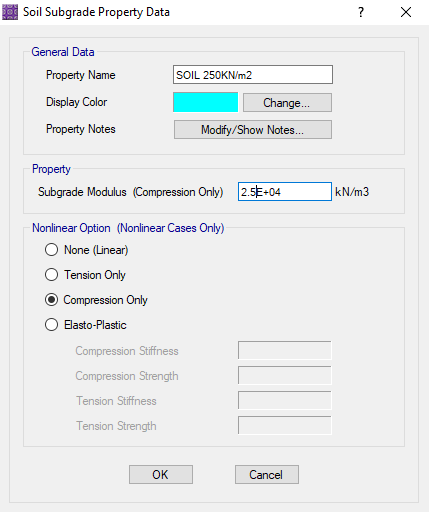 Soil Subgrade Property Data
?
General Data
Property Name SOIL 250KN/m2
Display Color Change...
Property Notes Modify/Show Notes...
Property
Subgrade Modulus (Compression Only) 2.5E+04 kN/m3
Nonlinear Option (Nonlinear Cases Only)
None (Linear)
Tension Only
Compression Only
Elasto-Plastic
Compression Stiffness
Compression Strength
Tension Stiffness
Tension Strength
OK Cancel